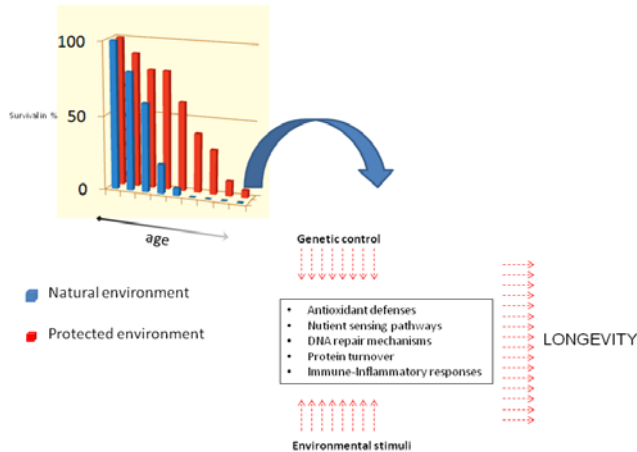 100
50
0
Survival in %
age
Natural environment
Protected environment
Genetic control
• Antioxidant defenses
• Nutient sensing pathways
• DNA repair mechanisms
• Protein turnover
• Immune-Inflammatory responses
LONGEVITY
Environmental stimuli